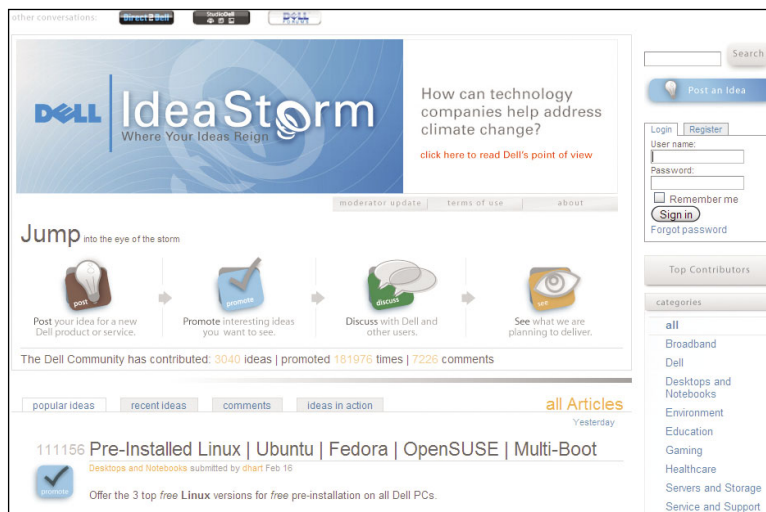 other conversations:
Direct2Dell
StudioDell
DELL
Search
DELL
IdeaStorm
Where Your Ideas Reign
How can technology
companies help address
climate change?
click here to read Dell's point of view
Post an Idea
Login
Register
User name:
Password:
Remember me
Sign in
Forgot password
moderator update
terms of use
about
Jump into the eye of the storm
post
promote
discuss
see
Post your idea for a new
Dell product or service.
Promote interesting ideas
you want to see.
Discuss with Dell and
other users.
See what we are
planning to deliver.
The Dell Community has contributed: 3040 ideas | promoted 181976 times | 7226 comments
Top Contributors
categories
all
Broadband
Dell
Desktops and
Notebooks
Environment
Education
Gaming
Healthcare
Servers and Storage
Service and Support
popular ideas
recent ideas
comments
ideas in action
all Articles
Yesterday
111156 Pre-Installed Linux | Ubuntu | Fedora | OpenSUSE | Multi-Boot
Desktops and Notebooks submitted by dhart Feb 16
promote
Offer the 3 top free Linux versions for free pre-installation on all Dell PCs.